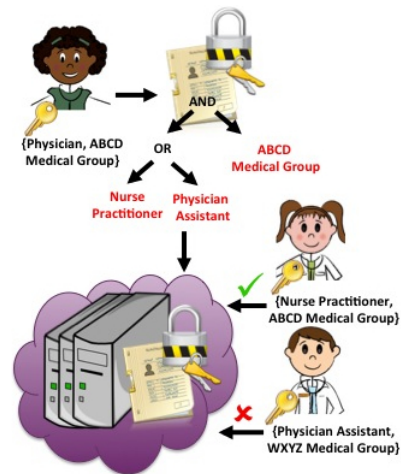 AND
{Physician, ABCD
Medical Group}
OR
ABCD
Medical Group
Nurse
Practitioner
Physician
Assistant
{Nurse Practitioner,
ABCD Medical Group}
{Physician Assistant,
WXYZ Medical Group}